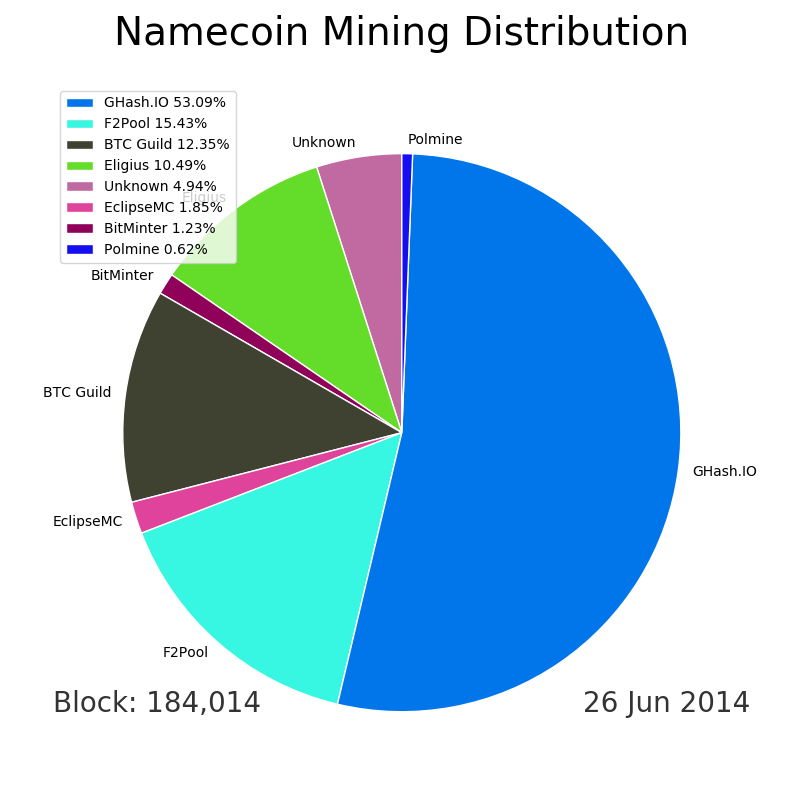 Namecoin Mining Distribution
GHash.IO 53.09%
F2Pool 15.43%
BTC Guild 12.35%
Eligius 10.49%
Unknown 4.94%
EclipseMC 1.85%
BitMinter 1.23%
Polmine 0.62%
Unknown
Polmine
Eligius
BitMinter
BTC Guild
GHash.IO
EclipseMC
F2Pool
Block: 184,014
26 Jun 2014